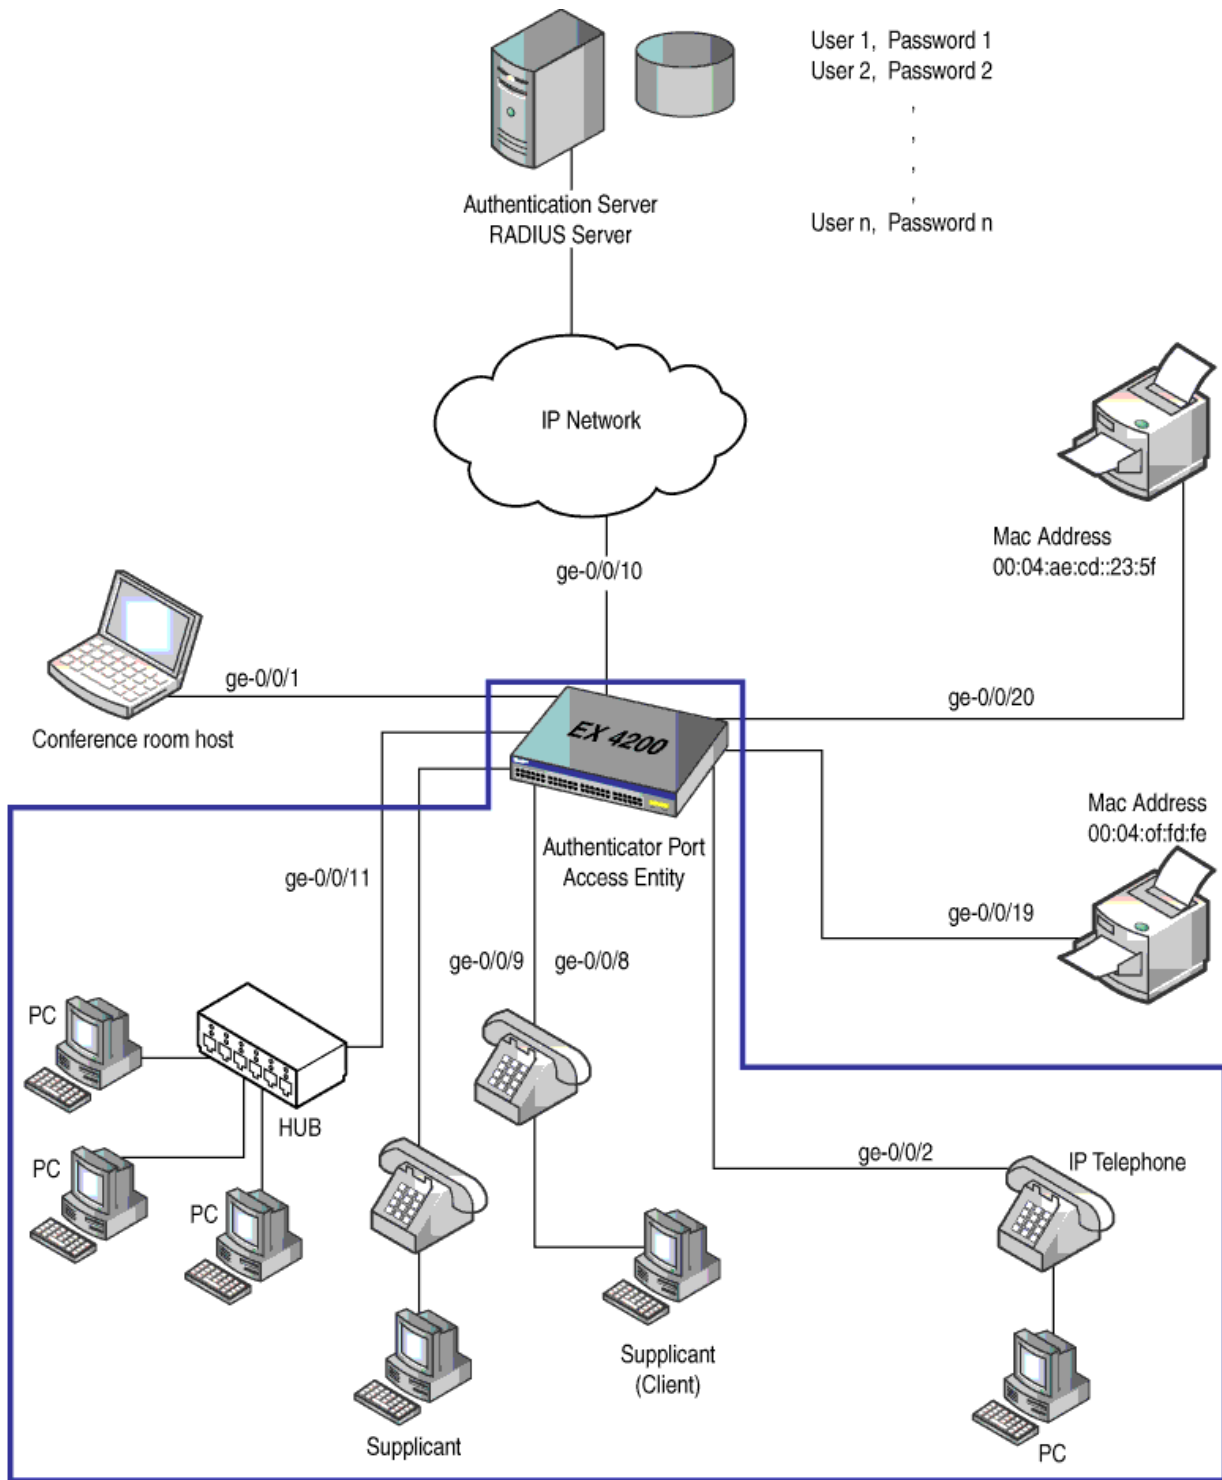 User 1, Password 1
User 2, Password 2
,
,
,
,
User n, Password n
Authentication Server
RADIUS Server
IP Network
Mac Address
00:04:ae:cd::23:5f
ge-0/0/10
ge-0/0/1
ge-0/0/20
Conference room host
EX 4200
Mac Address
00:04:of:fd:fe
Authenticator Port
Access Entity
ge-0/0/11
ge-0/0/19
ge-0/0/9
ge-0/0/8
PC
HUB
ge-0/0/2
IP Telephone
PC
PC
Supplicant
(Client)
Supplicant
PC